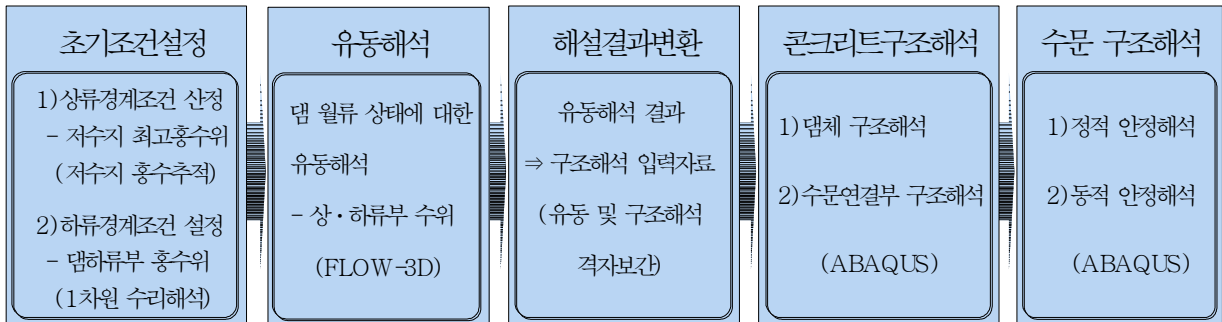 초기조건설정
1)상류경계조건 산정
- 저수지 최고홍수위
(저수지 홍수추적)
2)하류경계조건 설정
- 댐하류부 홍수위
(1차원 수리해석)
유동해석
댐 월류 상태에 대한
유동해석
- 상·하류부 수위
(FLOW-3D)
해설결과변환
유동해석 결과
⇒ 구조해석 입력자료
(유동 및 구조해석
격자보간)
콘크리트구조해석
1)댐체 구조해석
2)수문연결부 구조해석
(ABAQUS)
수문 구조해석
1)정적 안정해석
2)동적 안정해석
(ABAQUS)